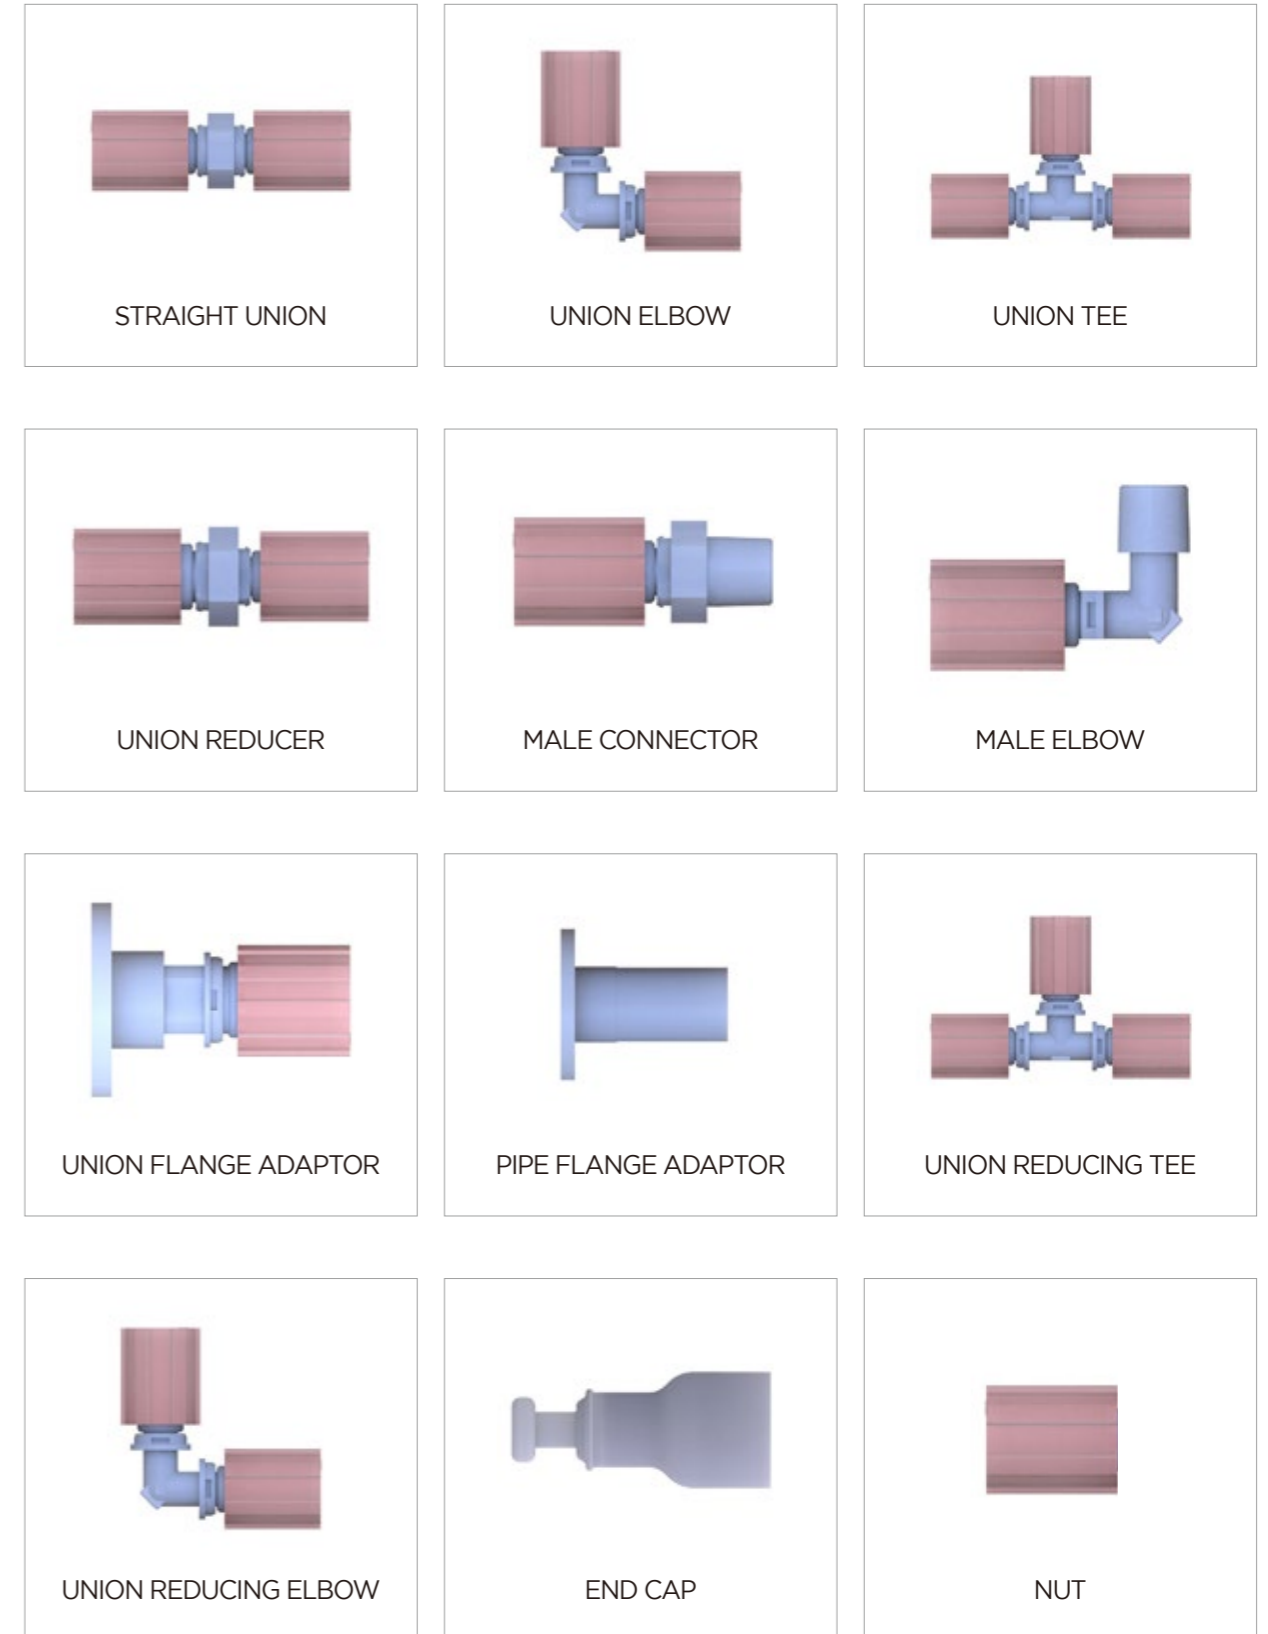 STRAIGHT UNION
UNION ELBOW
UNION TEE
UNION REDUCER
MALE CONNECTOR
MALE ELBOW
UNION FLANGE ADAPTOR
PIPE FLANGE ADAPTOR
UNION REDUCING TEE
UNION REDUCING ELBOW
END CAP
NUT